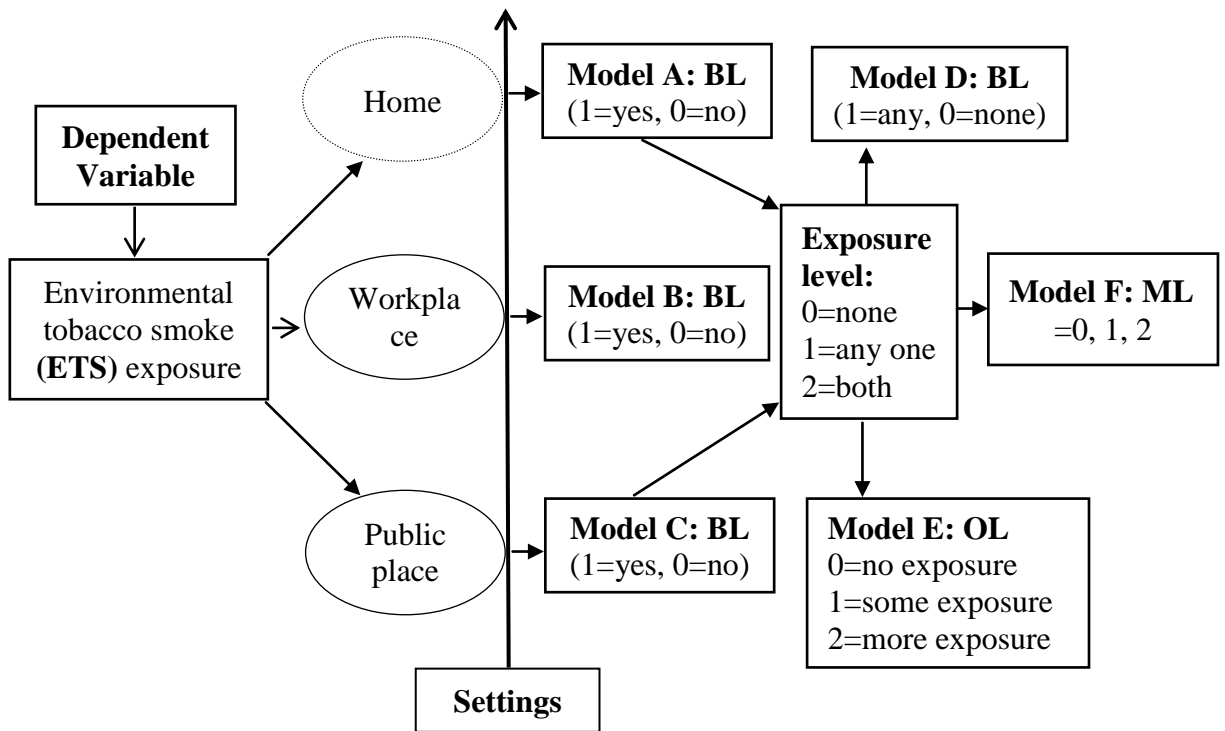 Dependent
Variable
Environmental
tobacco smoke
(ETS) exposure
Home
Workpla
ce
Public
place
Settings
Model A: BL
(1=yes, 0=no)
Model B: BL
(1=yes, 0=no)
Model C: BL
(1=yes, 0=no)
Model D: BL
(1=any, 0=none)
Exposure
level:
0=none
1=any one
2=both
Model F: ML
=0, 1, 2
Model E: OL
0=no exposure
1=some exposure
2=more exposure